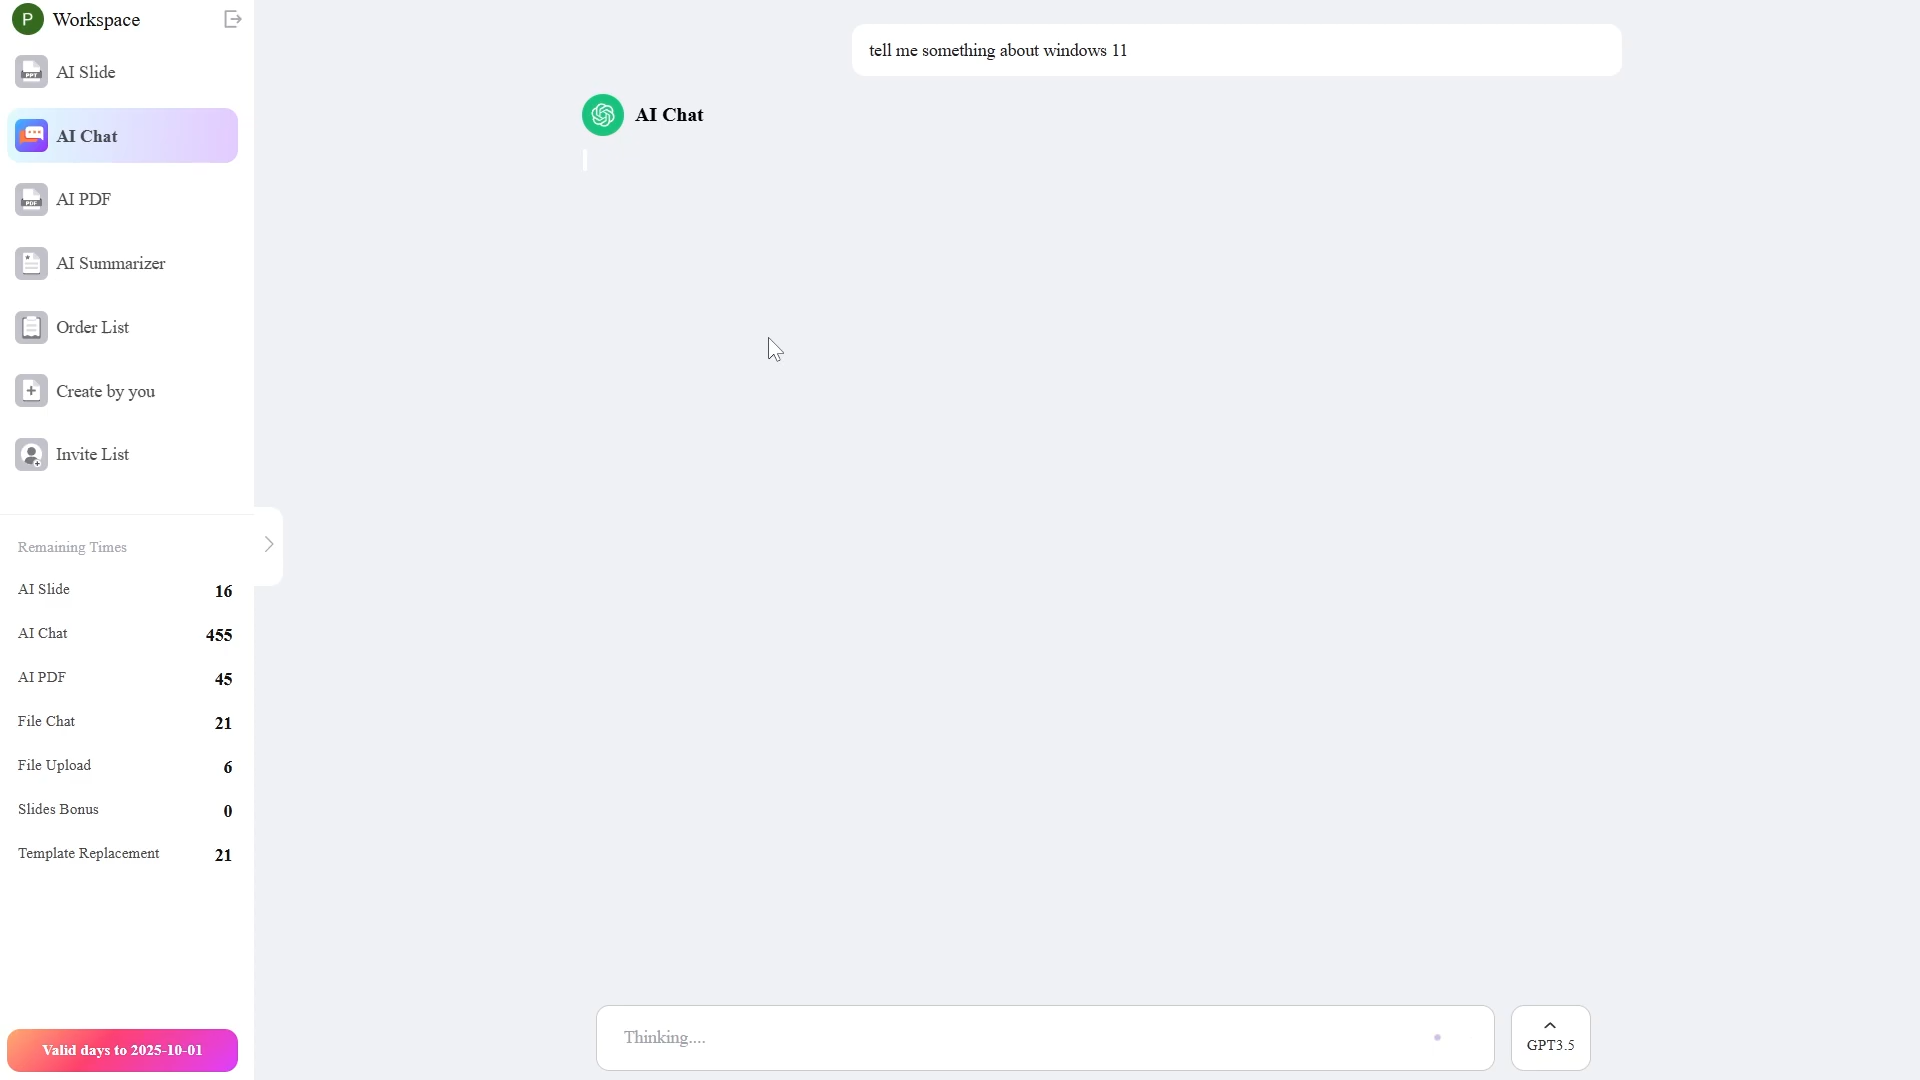 P Workspace
AI Slide
AI Chat
AI PDF
AI Summarizer
Order List
Create by you
Invite List
Remaining Times
AI Slide 16
AI Chat 455
AI PDF 45
File Chat 21
File Upload 6
Slides Bonus 0
Template Replacement 21
Valid days to 2025-10-01
tell me something about windows 11
AI Chat
Thinking....
GPT3.5